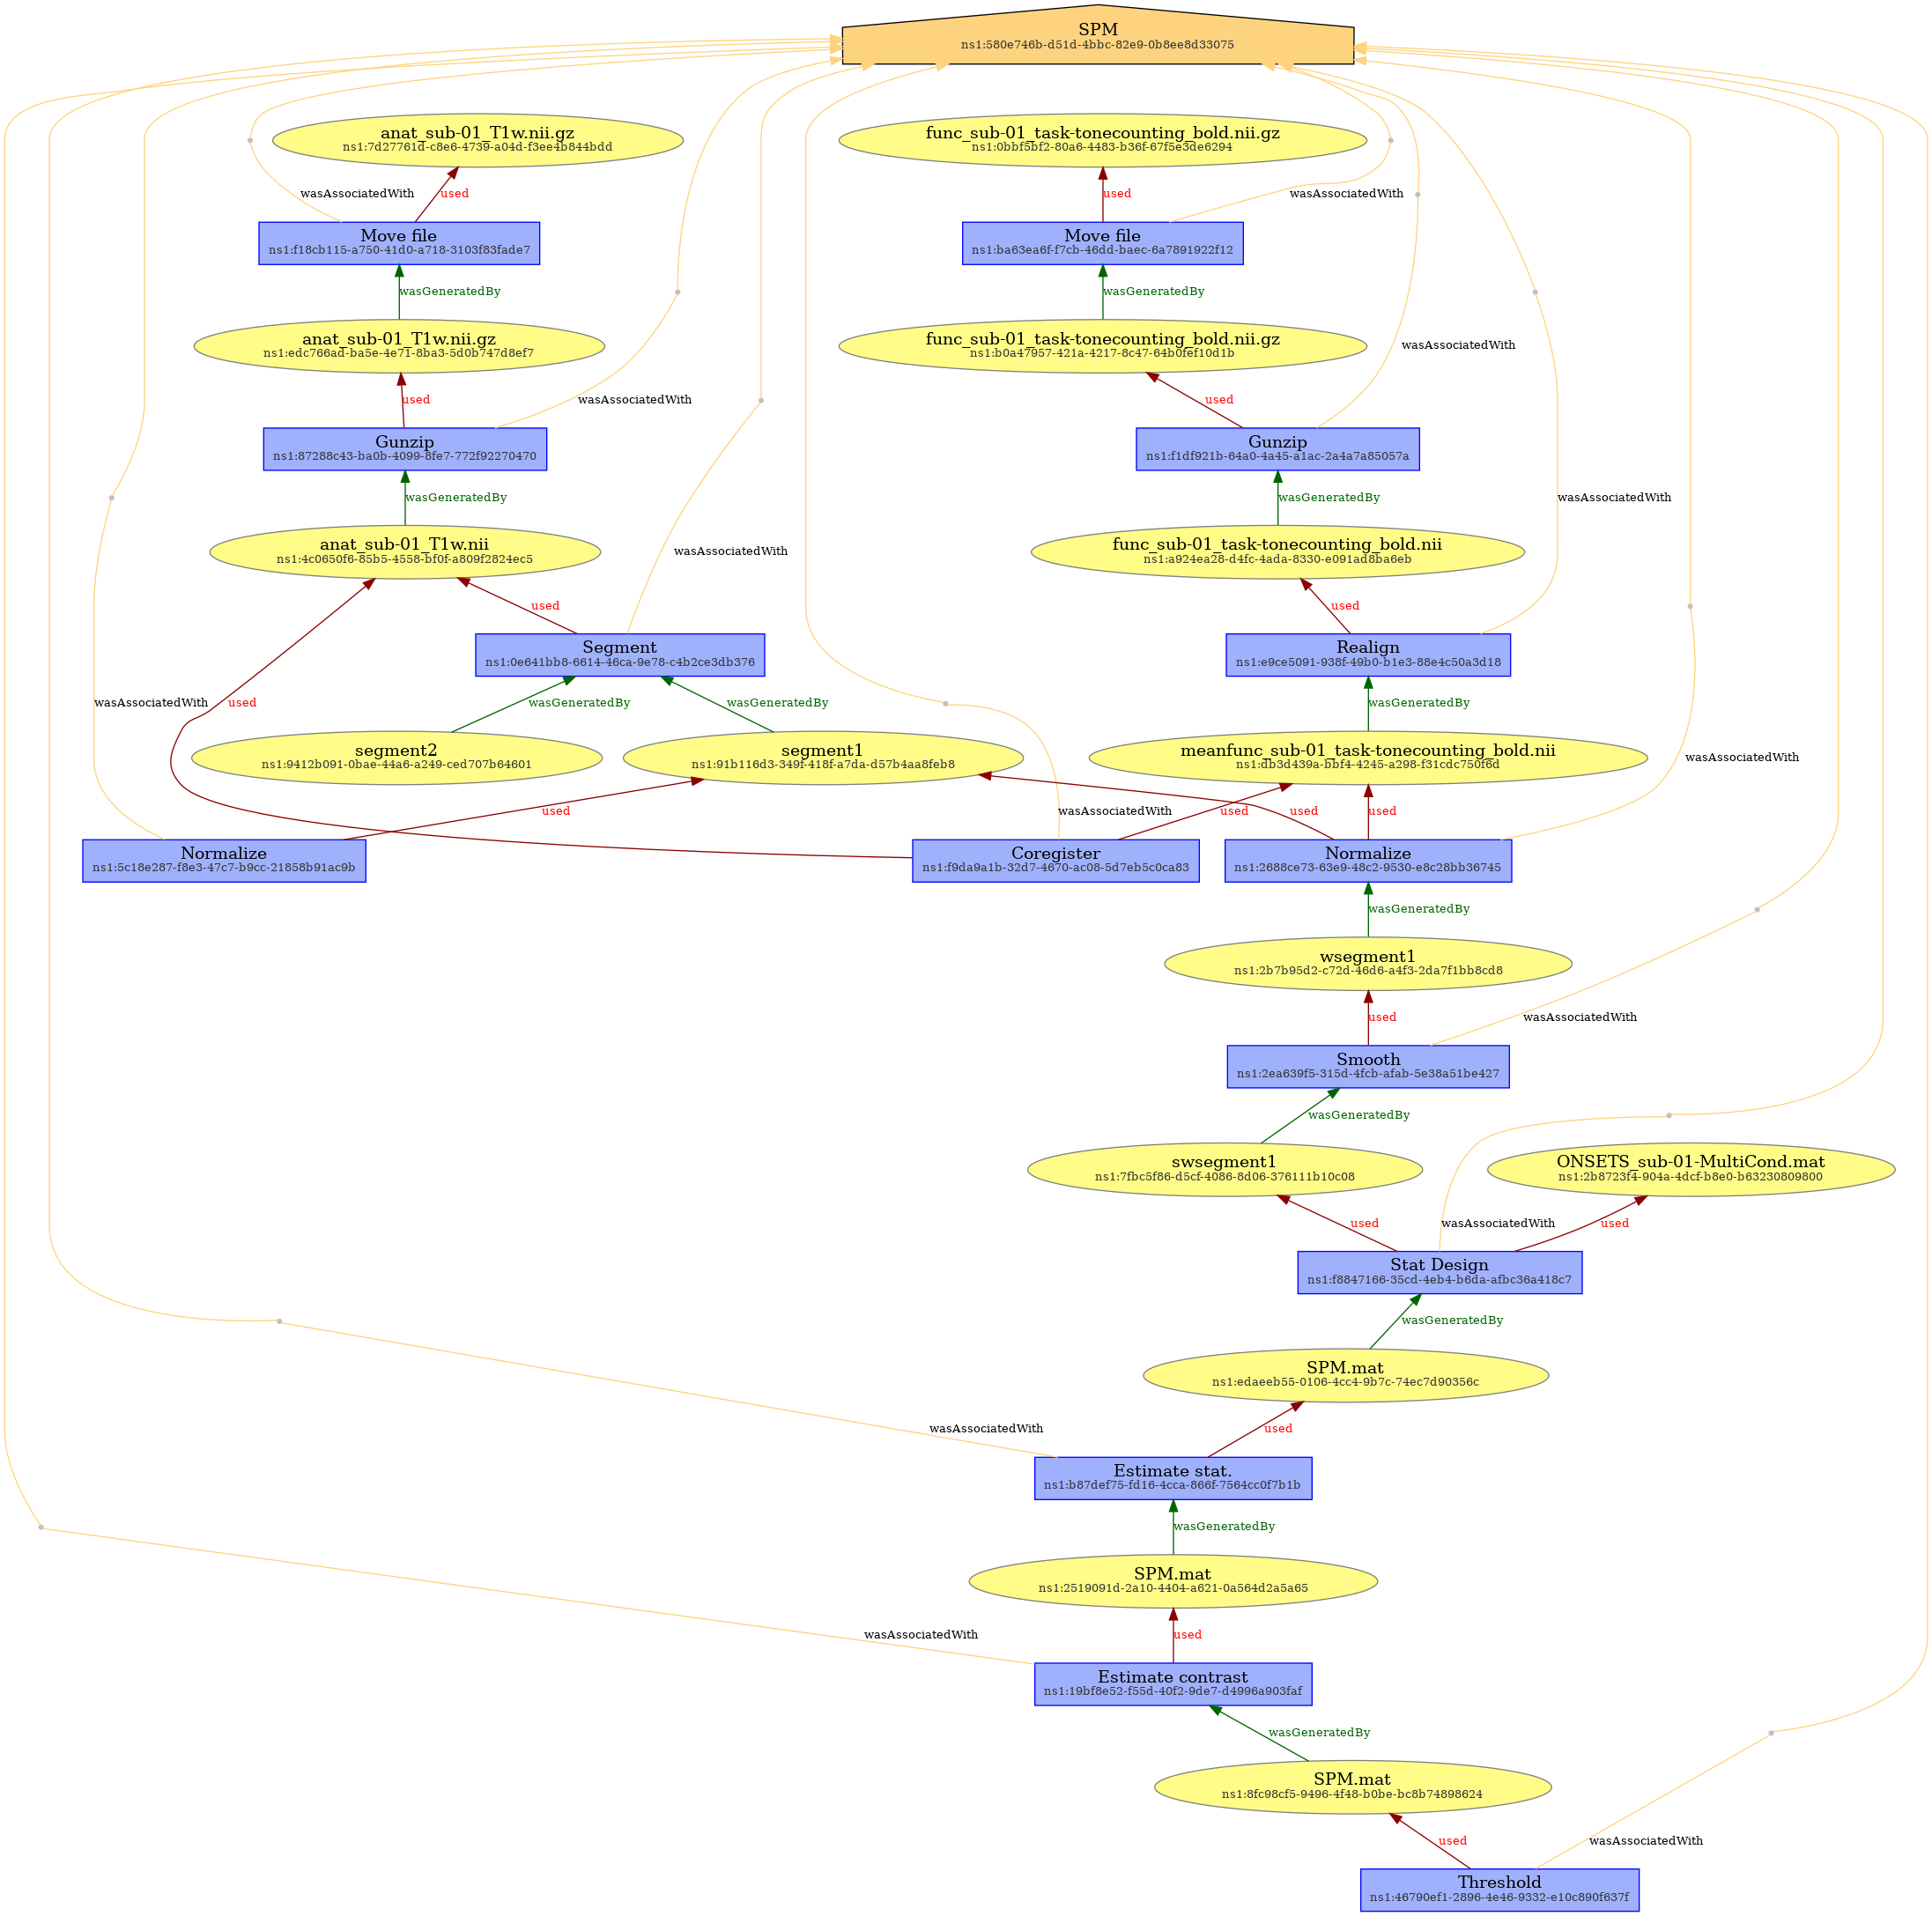 SPM
ns1:580e746b-d51d-4bbc-82e9-0b8ee8d33075
anat_sub-01_T1w.nii.gz
ns1:7d27761d-c8e6-4739-a04d-f3ee4b844bdd
func_sub-01_task-tonecounting_bold.nii.gz
ns1:0bbf5bf2-80a6-4483-b36f-67f5e3de6294
wasAssociatedWith
used
used
wasAssociatedWith
Move file
ns1:f18cb115-a750-41d0-a718-3103f83fade7
Move file
ns1:ba63ea6f-f7cb-46dd-baec-6a7891922f12
wasGeneratedBy
wasGeneratedBy
anat_sub-01_T1w.nii.gz
ns1:edc766ad-ba5e-4e71-8ba3-5d0b747d8ef7
func_sub-01_task-tonecounting_bold.nii.gz
ns1:b0a47957-421a-4217-8c47-64b0fef10d1b
wasAssociatedWith
used
wasAssociatedWith
used
Gunzip
ns1:87288c43-ba0b-4099-8fe7-772f92270470
Gunzip
ns1:f1df921b-64a0-4a45-a1ac-2a4a7a85057a
wasGeneratedBy
wasGeneratedBy
wasAssociatedWith
anat_sub-01_T1w.nii
ns1:4c0650f6-85b5-4558-bf0f-a809f2824ec5
wasAssociatedWith
func_sub-01_task-tonecounting_bold.nii
ns1:a924ea28-d4fc-4ada-8330-e091ad8ba6eb
used
used
Segment
ns1:0e641bb8-6614-46ca-9e78-c4b2ce3db376
Realign
ns1:e9ce5091-938f-49b0-b1e3-88e4c50a3d18
wasAssociatedWith
used
wasGeneratedBy
wasGeneratedBy
wasGeneratedBy
segment2
ns1:9412b091-0bae-44a6-a249-ced707b64601
segment1
ns1:91b116d3-349f-418f-a7da-d57b4aa8feb8
meanfunc_sub-01_task-tonecounting_bold.nii
ns1:db3d439a-bbf4-4245-a298-f31cdc750f6d
wasAssociatedWith
used
wasAssociatedWith
used
used
used
Normalize
ns1:5c18e287-f8e3-47c7-b9cc-21858b91ac9b
Coregister
ns1:f9da9a1b-32d7-4670-ac08-5d7eb5c0ca83
Normalize
ns1:2688ce73-63e9-48c2-9530-e8c28bb36745
wasGeneratedBy
wsegment1
ns1:2b7b95d2-c72d-46d6-a4f3-2da7f1bb8cd8
used
wasAssociatedWith
Smooth
ns1:2ea639f5-315d-4fcb-afab-5e38a51be427
wasGeneratedBy
swsegment1
ns1:7fbc5f86-d5cf-4086-8d06-376111b10c08
ONSETS_sub-01-MultiCond.mat
ns1:2b8723f4-904a-4dcf-b8e0-b63230809800
used
wasAssociatedWith
used
Stat Design
ns1:f8847166-35cd-4eb4-b6da-afbc36a418c7
wasGeneratedBy
SPM.mat
ns1:edaeeb55-0106-4cc4-9b7c-74ec7d90356c
wasAssociatedWith
used
Estimate stat.
ns1:b87def75-fd16-4cca-866f-7564cc0f7b1b
wasGeneratedBy
SPM.mat
ns1:2519091d-2a10-4404-a621-0a564d2a5a65
wasAssociatedWith
used
Estimate contrast
ns1:19bf8e52-f55d-40f2-9de7-d4996a903faf
wasGeneratedBy
SPM.mat
ns1:8fc98cf5-9496-4f48-b0be-bc8b74898624
used
wasAssociatedWith
Threshold
ns1:46790ef1-2896-4e46-9332-e10c890f637f